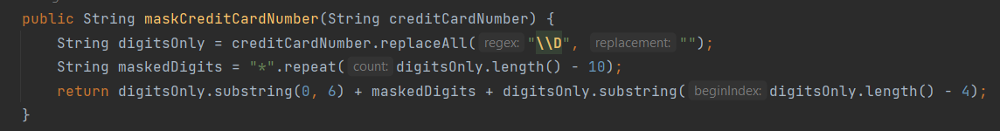 public String maskCreditCardNumber(String creditCardNumber) {
    String digitsOnly = creditCardNumber.replaceAll( regex: "\\D", replacement: "");
    String maskedDigits = "*".repeat( count: digitsOnly.length() - 10);
    return digitsOnly.substring(0, 6) + maskedDigits + digitsOnly.substring( beginIndex: digitsOnly.length() - 4);
}